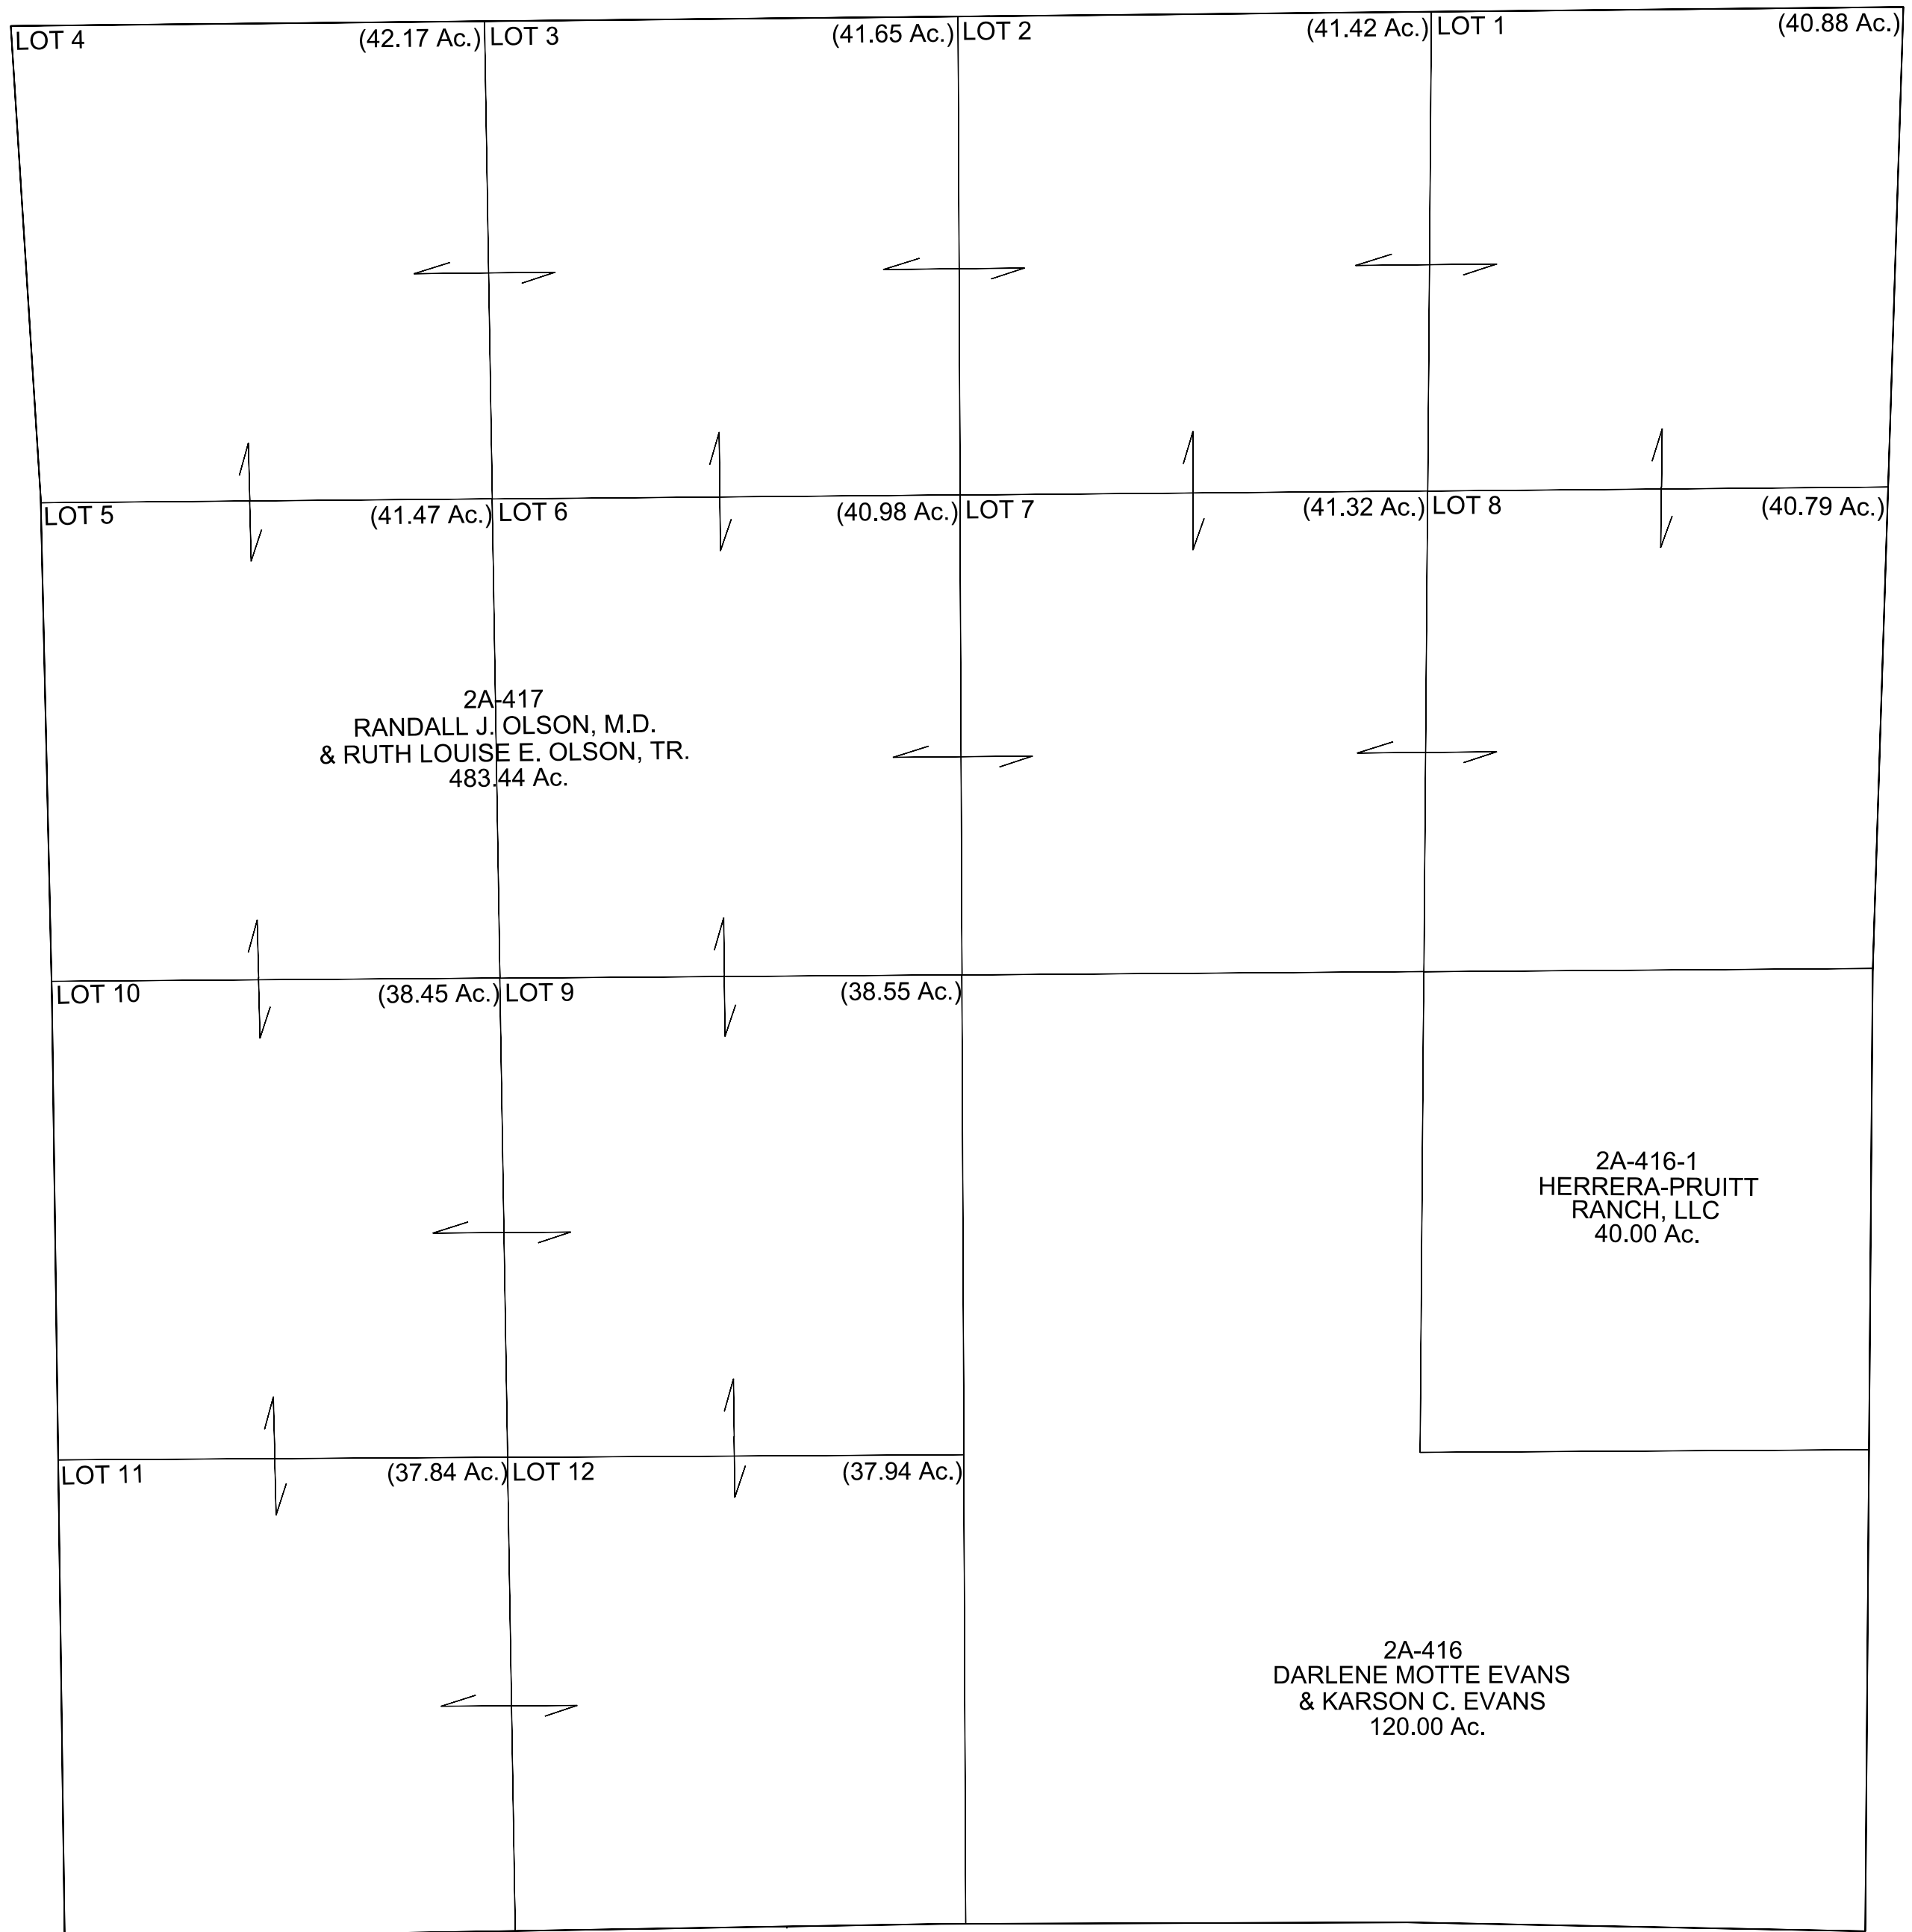 LOT 4 (42.17 Ac.) LOT 3 (41.65 Ac.) LOT 2 (41.42 Ac.) LOT 1 (40.88 Ac.)
LOT 5 (41.47 Ac.) LOT 6 (40.98 Ac.) LOT 7 (41.32 Ac.) LOT 8 (40.79 Ac.)
2A-417
RANDALL J. OLSON, M.D.
& RUTH LOUISE E. OLSON, TR.
483.44 Ac.
LOT 10 (38.45 Ac.) LOT 9 (38.55 Ac.)
2A-416-1
HERRERA-PRUITT
RANCH, LLC
40.00 Ac.
LOT 11 (37.84 Ac.) LOT 12 (37.94 Ac.)
2A-416
DARLENE MOTTE EVANS
& KARSON C. EVANS
120.00 Ac.